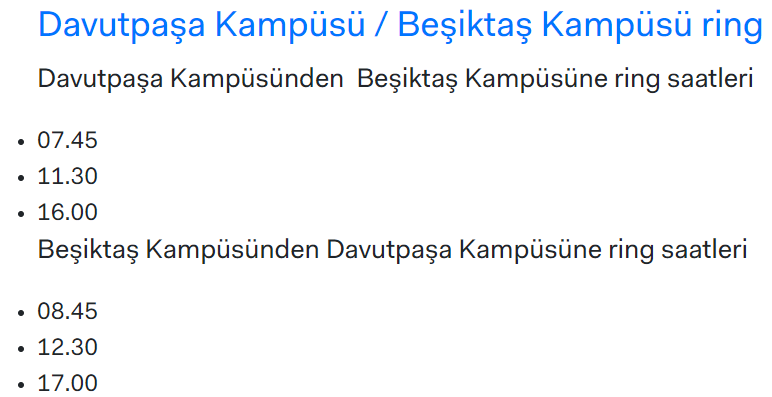 Davutpaşa Kampüsü / Beşiktaş Kampüsü ring
Davutpaşa Kampüsünden  Beşiktaş Kampüsüne ring saatleri
• 07.45
• 11.30
• 16.00
Beşiktaş Kampüsünden Davutpaşa Kampüsüne ring saatleri
• 08.45
• 12.30
• 17.00